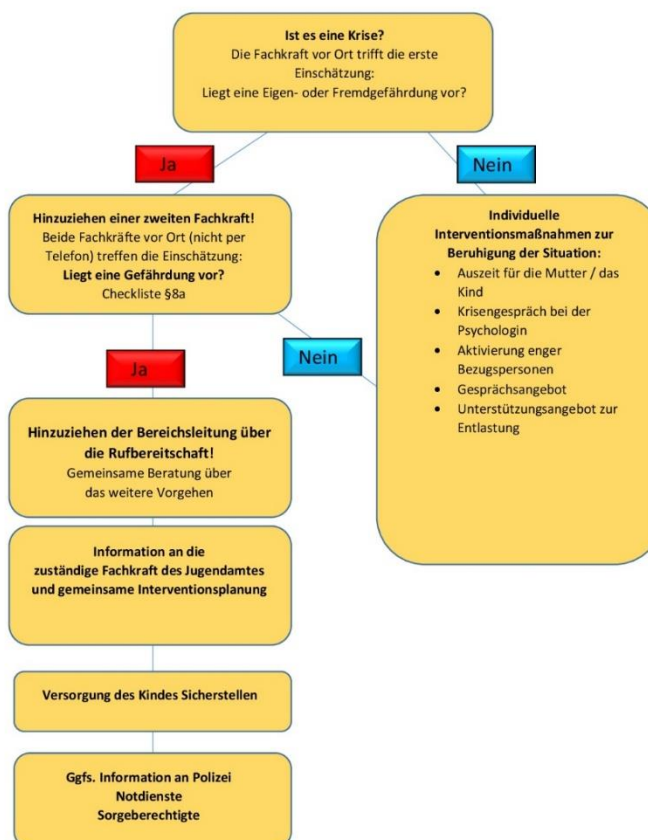 Ist es eine Krise?
Die Fachkraft vor Ort trifft die erste
Einschätzung:
Liegt eine Eigen- oder Fremdgefährdung vor?
Ja
Nein
Hinzuziehen einer zweiten Fachkraft!
Beide Fachkräfte vor Ort (nicht per
Telefon) treffen die Einschätzung:
Liegt eine Gefährdung vor?
Checkliste §8a
Individuelle
Interventionsmaßnahmen zur
Beruhigung der Situation:
• Auszeit für die Mutter / das
Kind
• Krisengespräch bei der
Psychologin
• Aktivierung enger
Bezugspersonen
• Gesprächsangebot
• Unterstützungsangebot zur
Entlastung
Nein
Ja
Hinzuziehen der Bereichsleitung über
die Rufbereitschaft!
Gemeinsame Beratung über
das weitere Vorgehen
Information an die
zuständige Fachkraft des Jugendamtes
und gemeinsame Interventionsplanung
Versorgung des Kindes Sicherstellen
Ggfs. Information an Polizei
Notdienste
Sorgeberechtigte